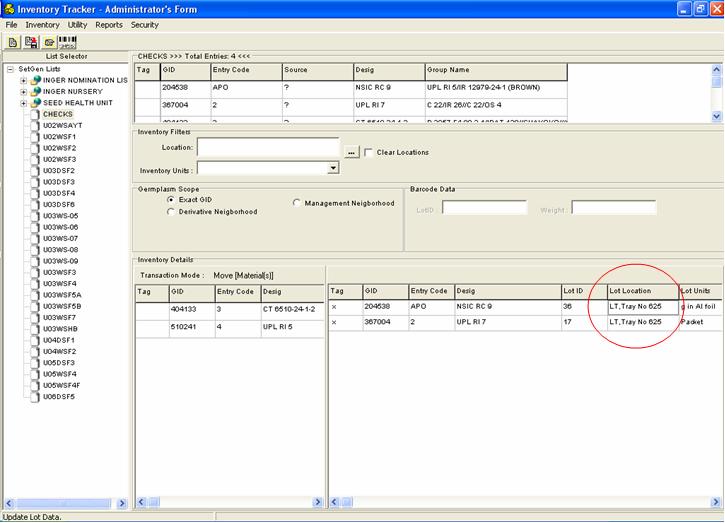 Inventory Tracker - Administrator's Form
File Inventory Utility Reports Security
List Selector
SetGen Lists
INGER NOMINATION LIS
INGER NURSERY
SEED HEALTH UNIT
CHECKS
U02WSAYT
U02WSF1
U02WSF2
U02WSF3
U03DSF2
U03DSF3
U03DSF4
U03DSF6
U03WS-05
U03WS-06
U03WS-07
U03WS-08
U03WS-09
U03WSF3
U03WSF4
U03WSF5A
U03WSF5B
U03WSF7
U03WSHB
U04DSF1
U04WSF2
U05DSF3
U05WSF4
U05WSF4F
U06DSF5
CHECKS >>> Total Entries: 4 <<<
Tag GID Entry Code Source Desig Group Name
204538 APO ? NSIC RC 9 UPL RI 5/IR 12979-24-1 (BROWN)
367004 2 ? UPL RI 7 C 22/IR 26//C 22/OS 4
Inventory Filters
Location:
... Clear Locations
Inventory Units :
Germplasm Scope
Exact GID
Management Neigborhood
Derivative Neigborhood
Barcode Data
LotID : Weight :
Inventory Details
Transaction Mode : Move [Material(s)]
Tag GID Entry Code Desig
404133 3 CT 6510-24-1-2
510241 4 UPL RI 5
Tag GID Entry Code Desig Lot ID Lot Location Lot Units
x 204538 APO NSIC RC 9 36 LT,Tray No 625 g in Al foil
x 367004 2 UPL RI 7 17 LT,Tray No 625 Packet
Update Lot Data.